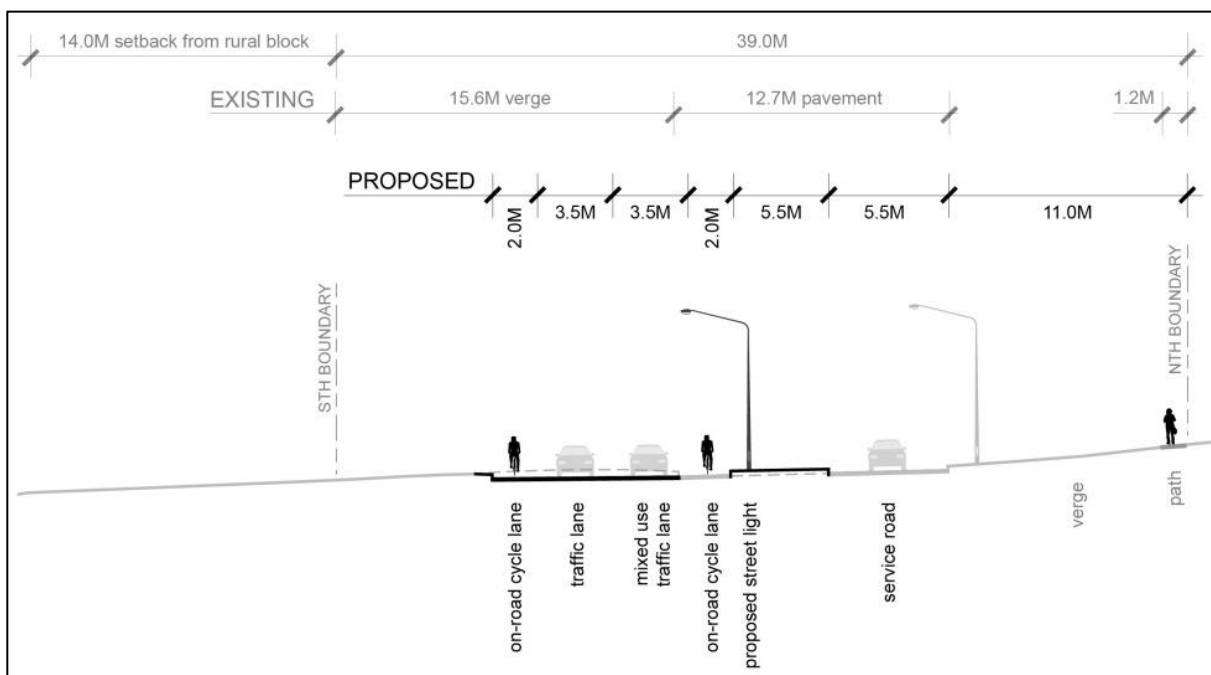 14.0M setback from rural block
39.0M
EXISTING
15.6M verge
12.7M pavement
1.2M
PROPOSED
2.0M
3.5M
3.5M
2.0M
5.5M
5.5M
11.0M
STH BOUNDARY
NTH BOUNDARY
on-road cycle lane
traffic lane
mixed use
traffic lane
on-road cycle lane
proposed street light
service road
verge
path